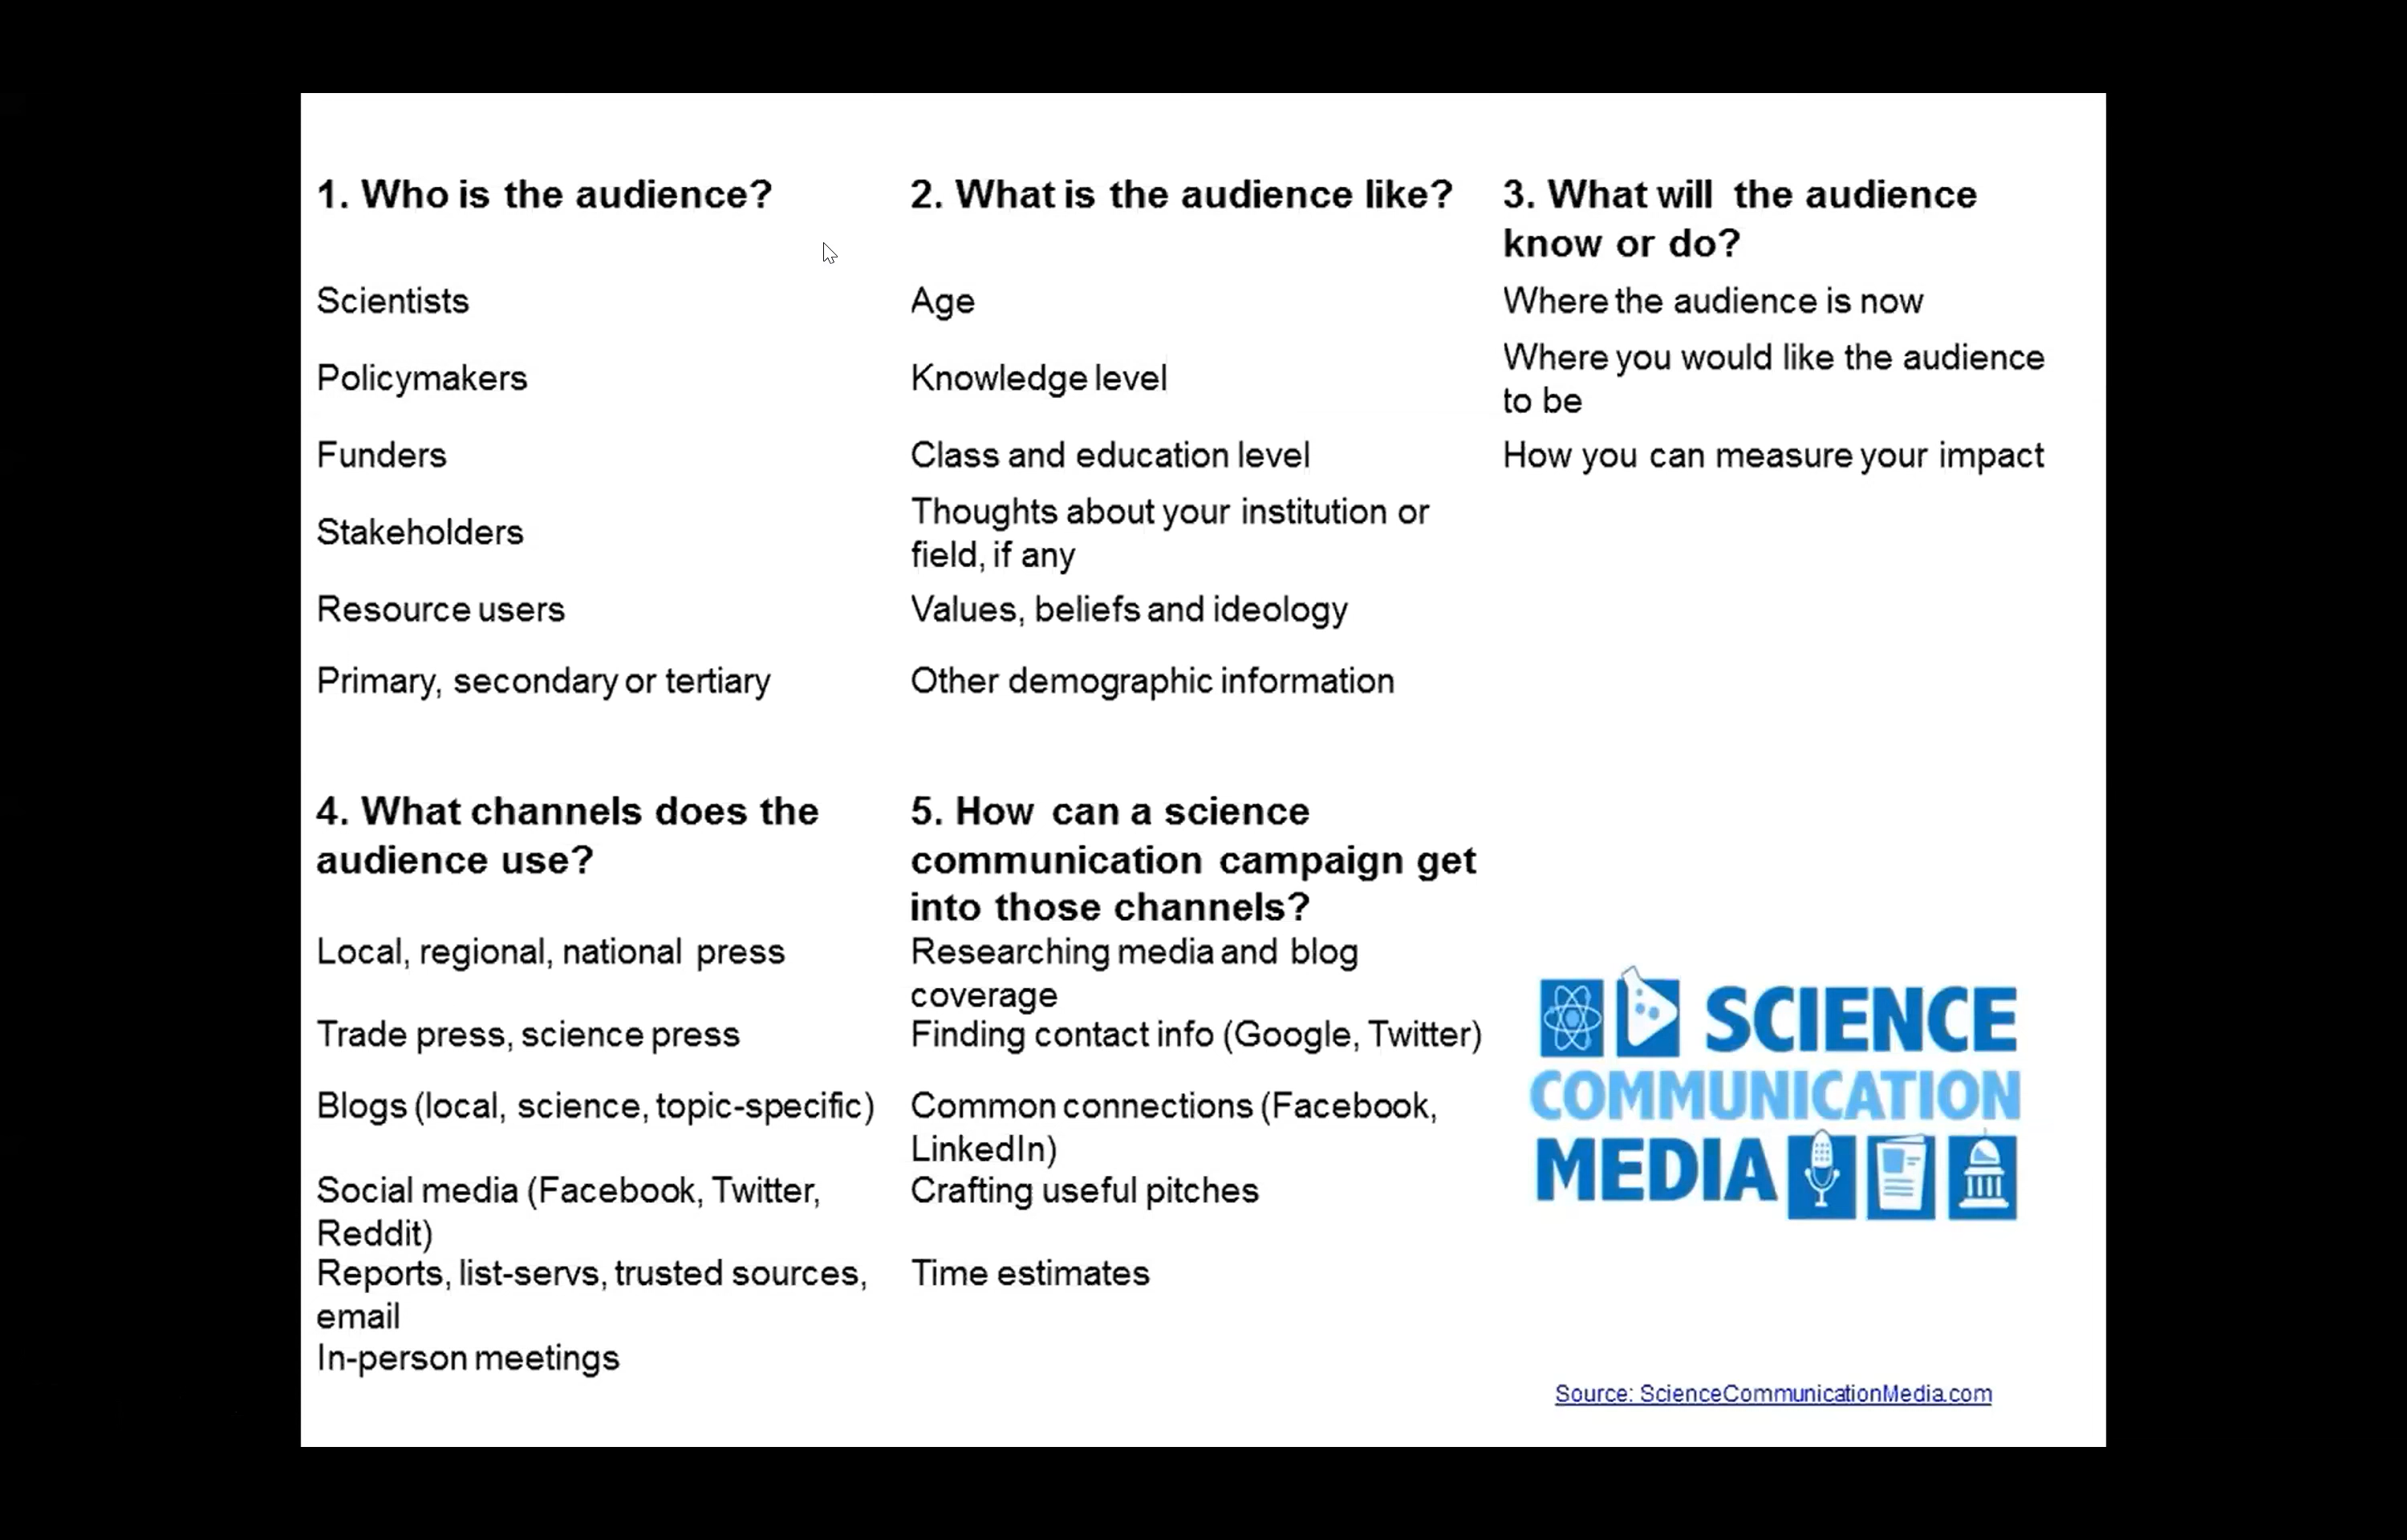 1. Who is the audience?
Scientists
Policymakers
Funders
Stakeholders
Resource users
Primary, secondary or tertiary
2. What is the audience like?
Age
Knowledge level
Class and education level
Thoughts about your institution or
field, if any
Values, beliefs and ideology
Other demographic information
3. What will the audience
know or do?
Where the audience is now
Where you would like the audience
to be
How you can measure your impact
4. What channels does the
audience use?
Local, regional, national press
Trade press, science press
Blogs (local, science, topic-specific)
Social media (Facebook, Twitter,
Reddit)
Reports, list-servs, trusted sources,
email
In-person meetings
5. How can a science
communication campaign get
into those channels?
Researching media and blog
coverage
Finding contact info (Google, Twitter)
Common connections (Facebook,
LinkedIn)
Crafting useful pitches
Time estimates
SCIENCE
COMMUNICATION
MEDIA
Source: ScienceCommunicationMedia.com